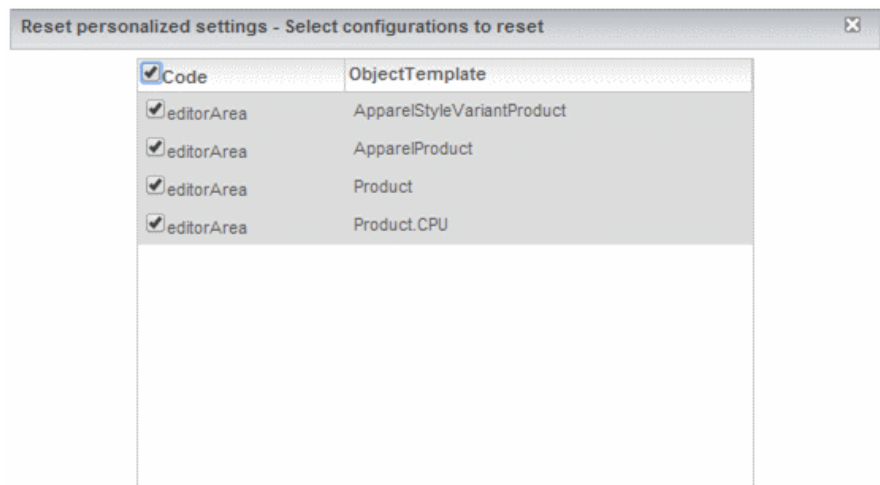 Reset personalized settings - Select configurations to reset
Code ObjectTemplate
editorArea ApparelStyleVariantProduct
editorArea ApparelProduct
editorArea Product
editorArea Product.CPU